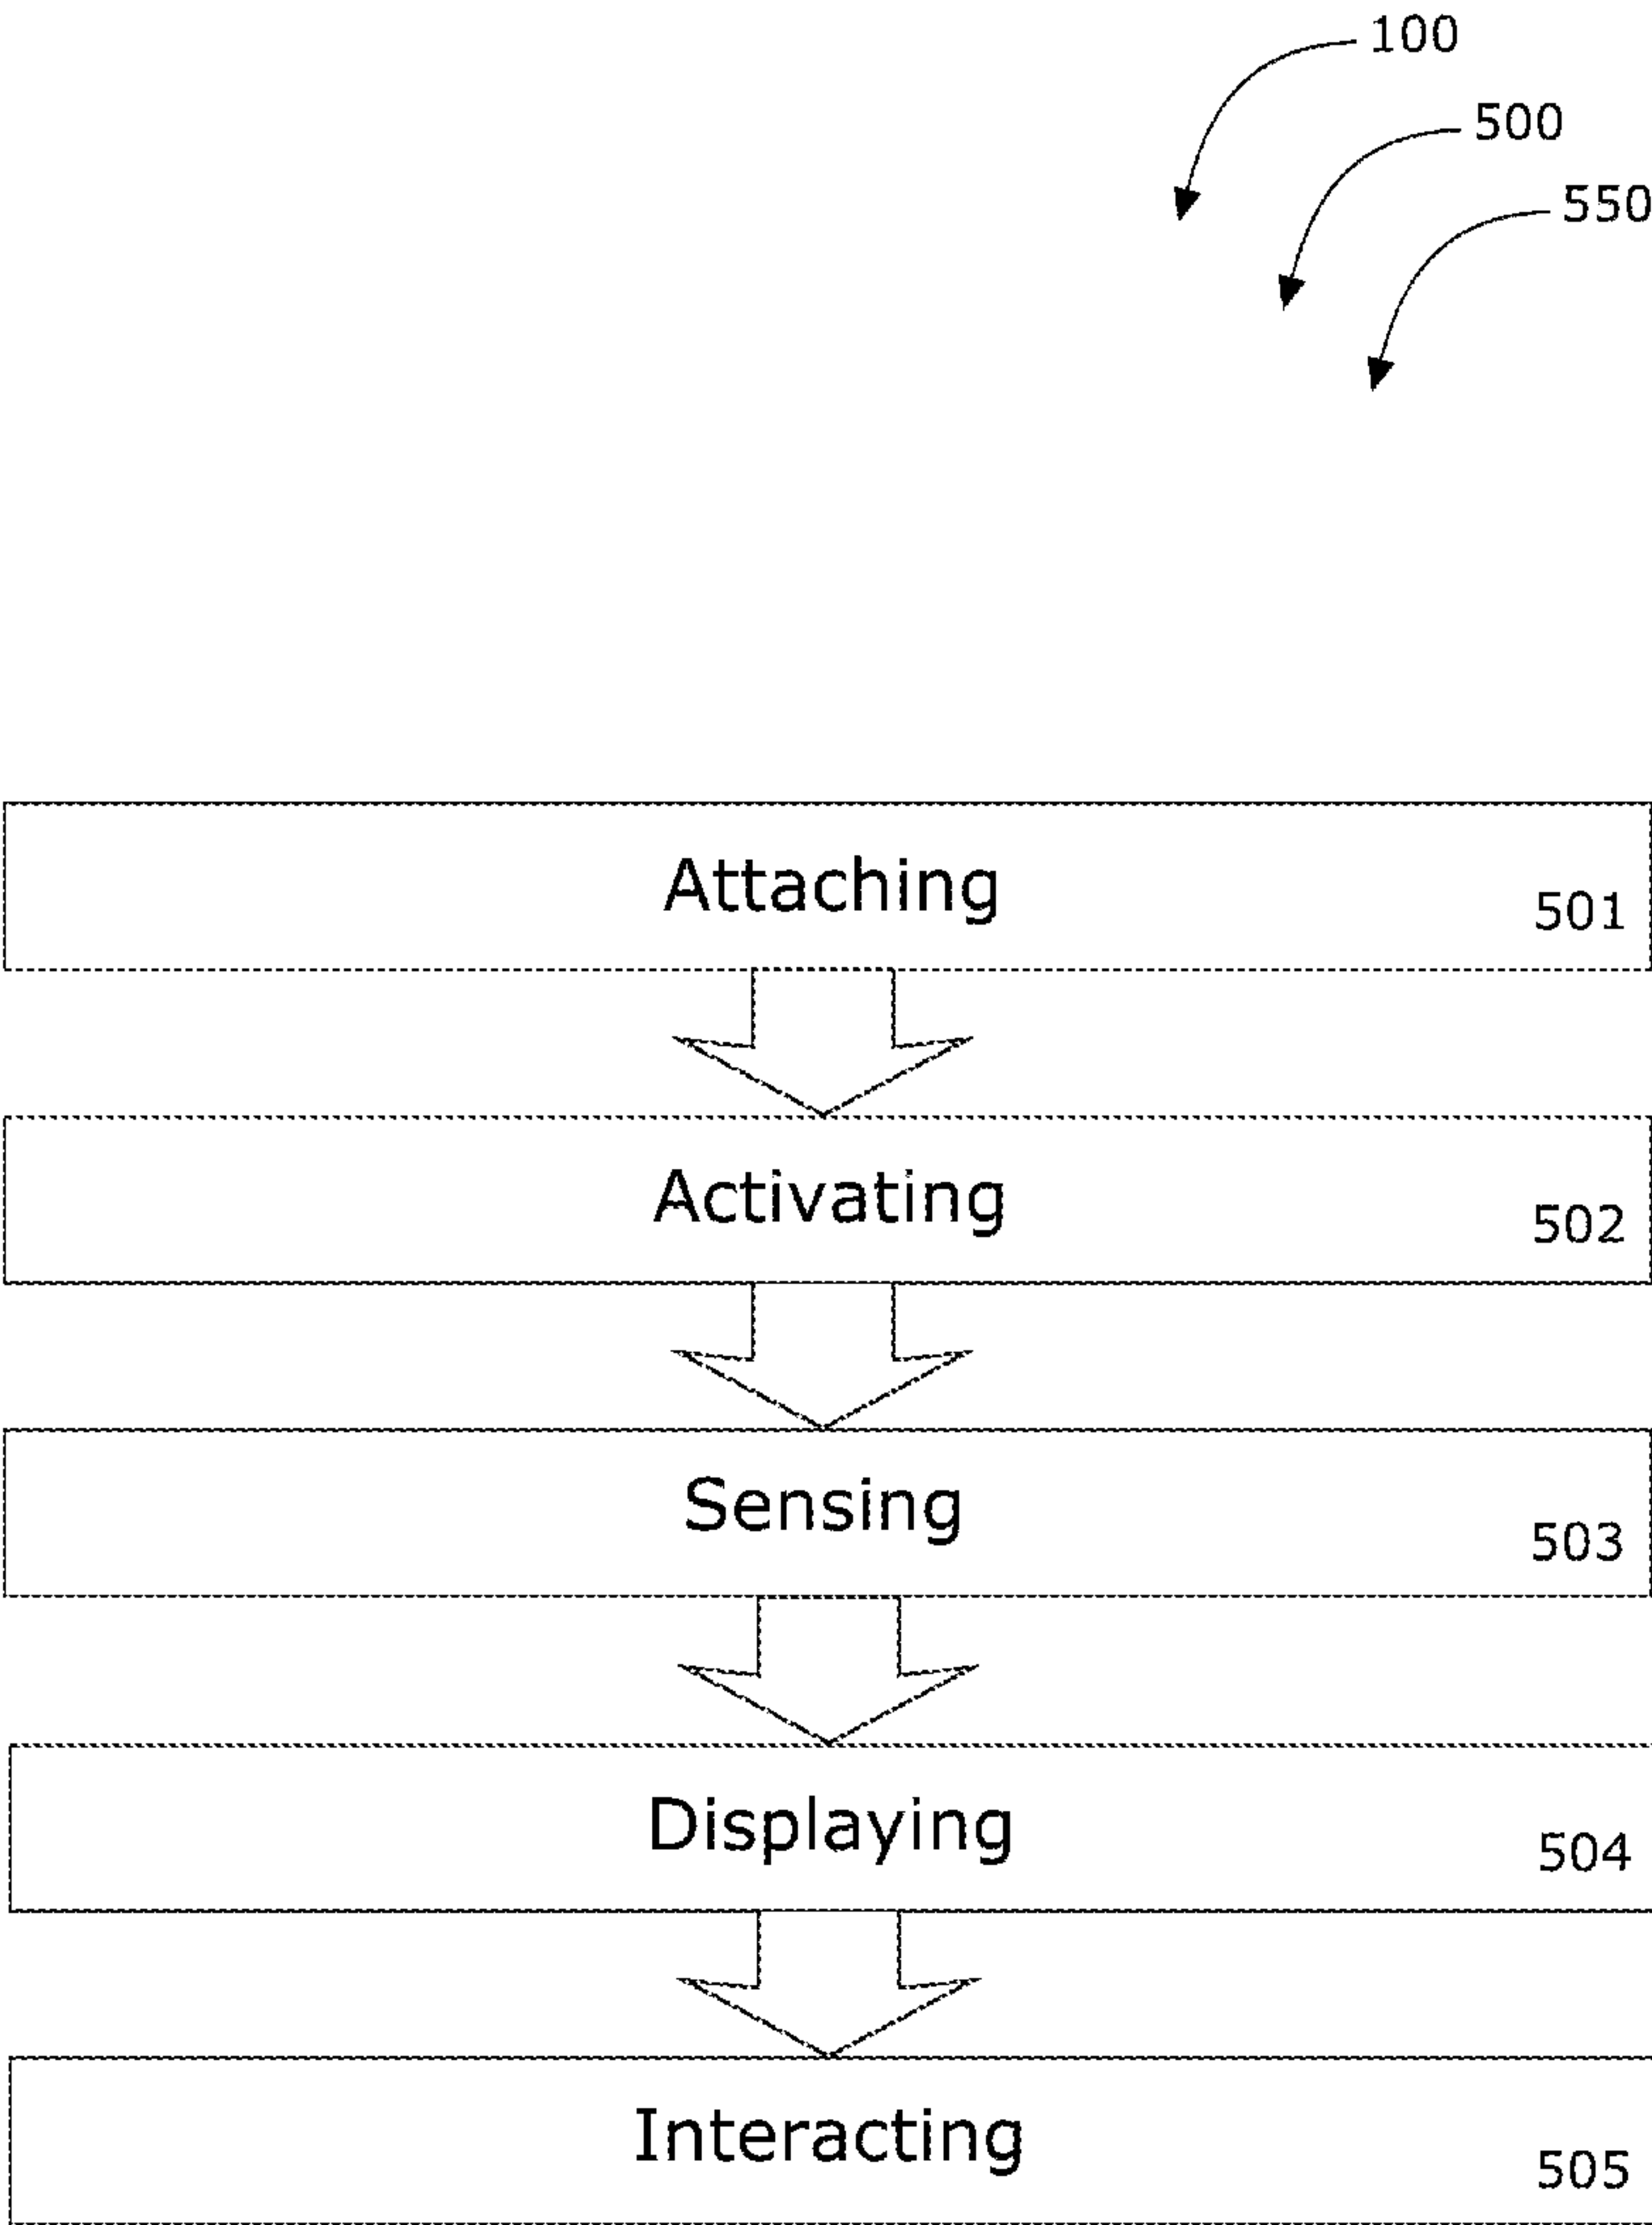 100
500
550
Attaching
501
Activating
502
Sensing
503
Displaying
504
Interacting
505